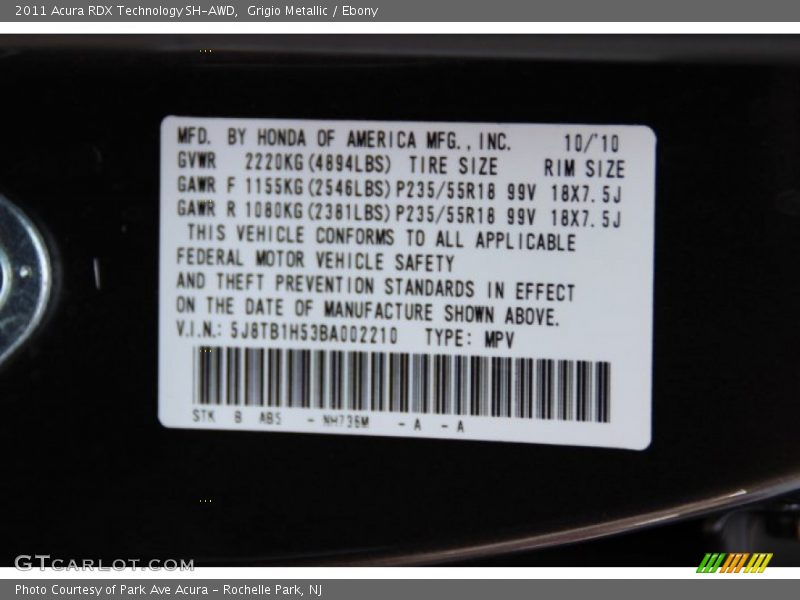 2011 Acura RDX Technology SH-AWD,  Grigio Metallic / Ebony
MFD. BY HONDA OF AMERICA MFG., INC. 10/'10
GVWR 2220KG(4894LBS) TIRE SIZE RIM SIZE
GAWR F 1155KG(2546LBS) P235/55R18 99V 18X7.5J
GAWR R 1080KG(2381LBS) P235/55R18 99V 18X7.5J
THIS VEHICLE CONFORMS TO ALL APPLICABLE
FEDERAL MOTOR VEHICLE SAFETY
AND THEFT PREVENTION STANDARDS IN EFFECT
ON THE DATE OF MANUFACTURE SHOWN ABOVE.
V.I.N.: 5J8TB1H53BA002210 TYPE: MPV
STK B AB5 - NH736M - A - A
GTCARLOT.COM
Photo Courtesy of Park Ave Acura - Rochelle Park, NJ